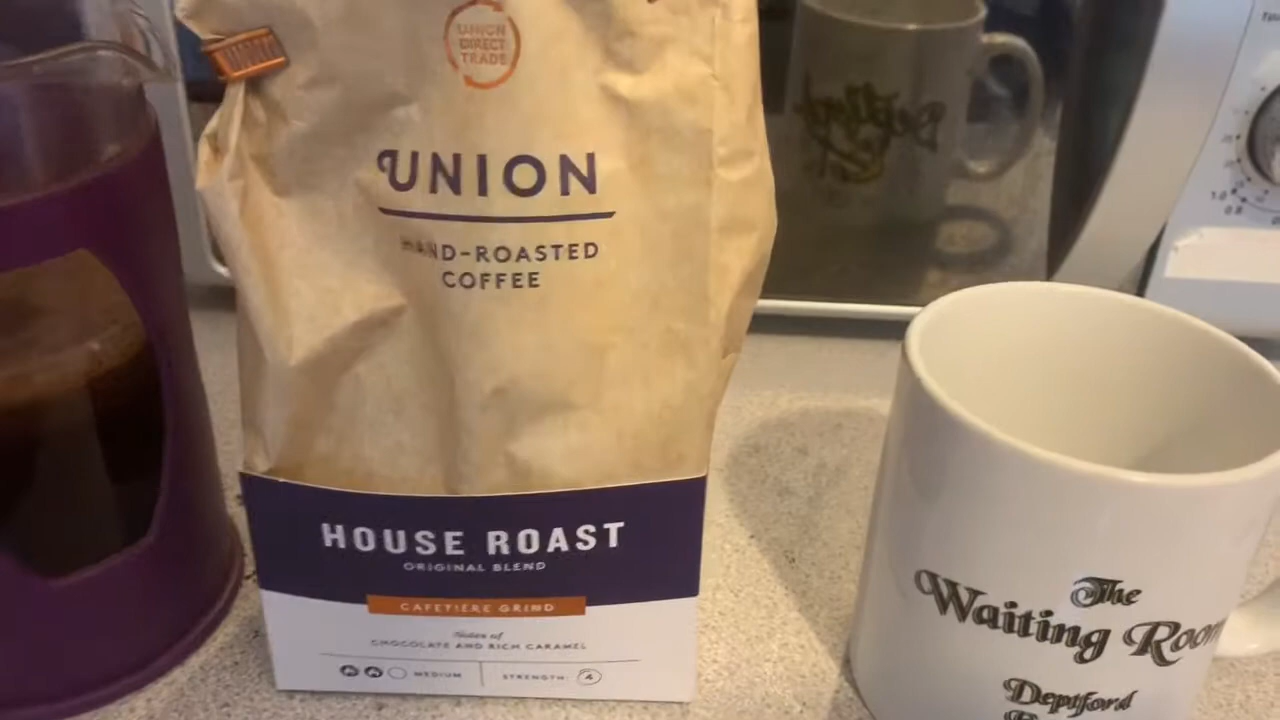 UNION
DIRECT
TRADE
UNION
HAND-ROASTED
COFFEE
HOUSE ROAST
ORIGINAL BLEND
CAFETIÈRE GRIND
Notes of
CHOCOLATE AND RICH CARAMEL
MEDIUM
STRENGTH: 4
The
Waiting Room
Deptford